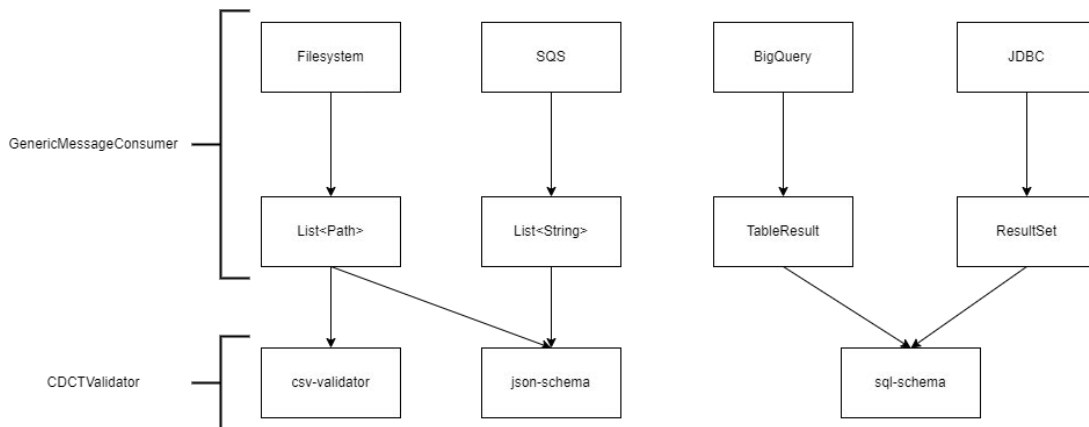 Filesystem
SQS
BigQuery
JDBC
GenericMessageConsumer
List<Path>
List<String>
TableResult
ResultSet
CDCTValidator
csv-validator
json-schema
sql-schema